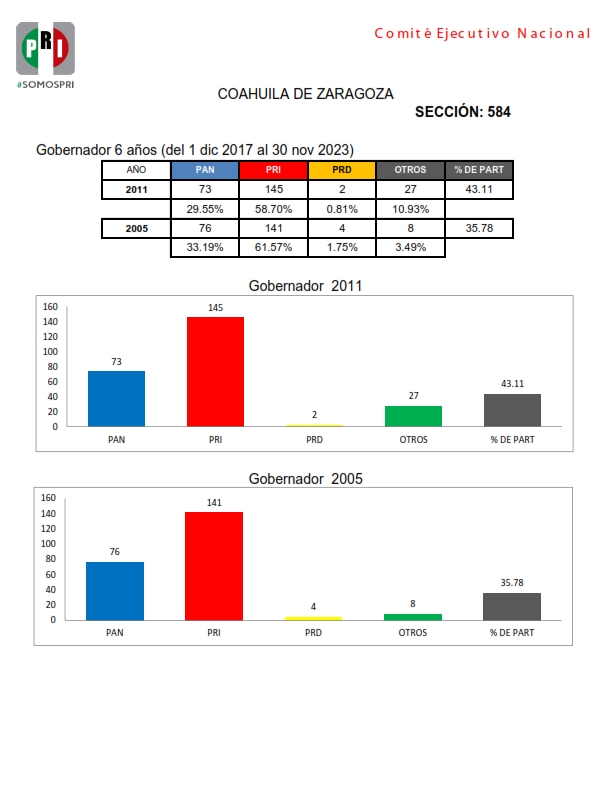 Comité Ejecutivo Nacional
PRI
#SOMOSPRI
COAHUILA DE ZARAGOZA
SECCIÓN: 584
Gobernador 6 años (del 1 dic 2017 al 30 nov 2023)
AÑO PAN PRI PRD OTROS % DE PART
2011 73 145 2 27 43.11
29.55% 58.70% 0.81% 10.93%
2005 76 141 4 8 35.78
33.19% 61.57% 1.75% 3.49%
Gobernador 2011
160
140
120
100
80
60
40
20
0
73
145
2
27
43.11
PAN PRI PRD OTROS % DE PART
Gobernador 2005
160
140
120
100
80
60
40
20
0
76
141
4
8
35.78
PAN PRI PRD OTROS % DE PART